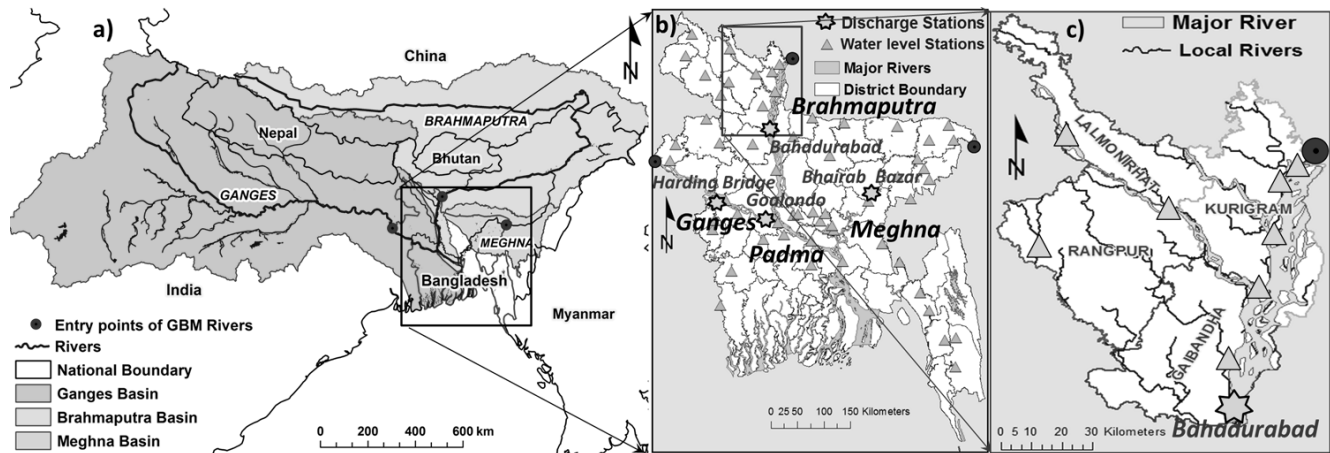 a)
China
N
Nepal
BRAHMAPUTRA
Bhutan
GANGES
MEGHNA
Bangladesh
India
Myanmar
Entry points of GBM Rivers
Rivers
National Boundary
Ganges Basin
Brahmaputra Basin
Meghna Basin
0 200 400 600 km
b)
Discharge Stations
Water level Stations
Major Rivers
District Boundary
Brahmaputra
Bahadurabad
Harding Bridge
Bhairab Bazar
Goalondo
Ganges
N
Meghna
Padma
0 25 50 100 150 Kilometers
c)
Major River
Local Rivers
N
LALMONIRHAT
KURIGRAM
RANGPUR
GAIBANDHA
0 5 10 20 30 Kilometers
Bahadurabad